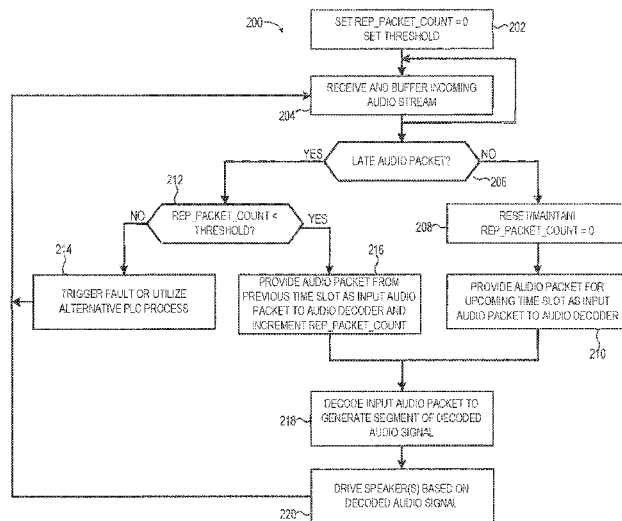 200
SET REP_PACKET_COUNT = 0
SET THRESHOLD
202
RECEIVE AND BUFFER INCOMING
AUDIO STREAM
204
LATE AUDIO PACKET?
YES
NO
206
212
REP_PACKET_COUNT <
THRESHOLD?
NO
YES
208
RESET/MAINTANI
REP_PACKET_COUNT = 0
214
TRIGGER FAULT OR UTILIZE
ALTERNATIVE PLC PROCESS
216
PROVIDE AUDIO PACKET FROM
PREVIOUS TIME SLOT AS INPUT AUDIO
PACKET TO AUDIO DECODER AND
INCREMENT REP_PACKET_COUNT
PROVIDE AUDIO PACKET FOR
UPCOMING TIME SLOT AS INPUT
AUDIO PACKET TO AUDIO DECODER
210
DECODE INPUT AUDIO PACKET TO
GENERATE SEGMENT OF DECODED
AUDIO SIGNAL
218
DRIVE SPEAKER(S) BASED ON
DECODED AUDIO SIGNAL
220